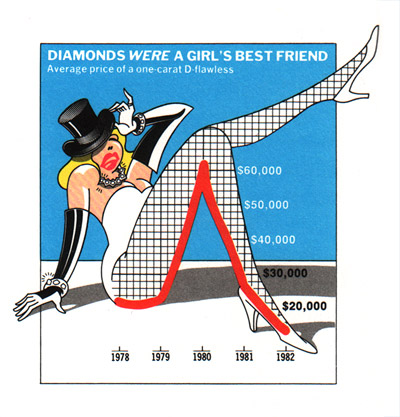 DIAMONDS WERE A GIRL'S BEST FRIEND
Average price of a one-carat D-flawless
$60,000
$50,000
$40,000
$30,000
$20,000
1978 1979 1980 1981 1982